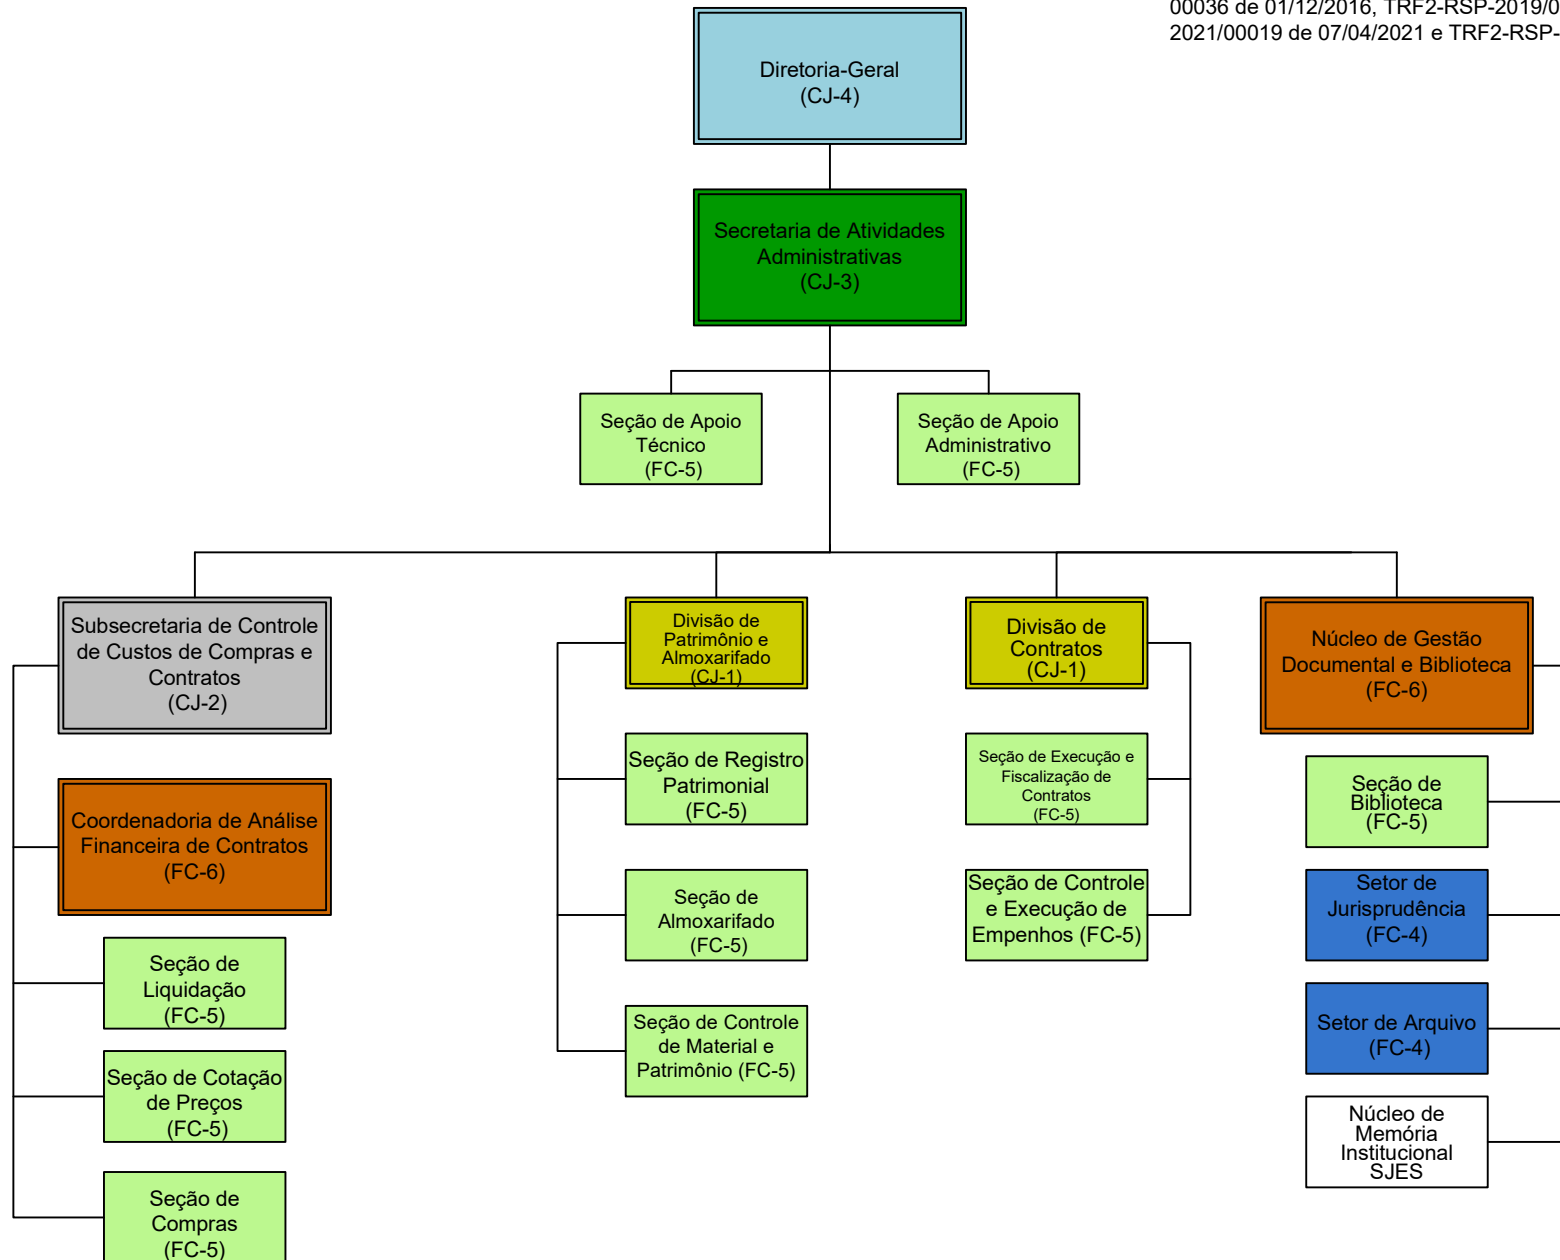 00036 de 01/12/2016, TRF2-RSP-2019/0
2021/00019 de 07/04/2021 e TRF2-RSP-
Diretoria-Geral
(CJ-4)
Secretaria de Atividades
Administrativas
(CJ-3)
Seção de Apoio
Técnico
(FC-5)
Seção de Apoio
Administrativo
(FC-5)
Subsecretaria de Controle
de Custos de Compras e
Contratos
(CJ-2)
Coordenadoria de Análise
Financeira de Contratos
(FC-6)
Seção de
Liquidação
(FC-5)
Seção de Cotação
de Preços
(FC-5)
Seção de
Compras
(FC-5)
Divisão de
Patrimônio e
Almoxarifado
(CJ-1)
Seção de Registro
Patrimonial
(FC-5)
Seção de
Almoxarifado
(FC-5)
Seção de Controle
de Material e
Patrimônio (FC-5)
Divisão de
Contratos
(CJ-1)
Seção de Execução e
Fiscalização de
Contratos
(FC-5)
Seção de Controle
e Execução de
Empenhos (FC-5)
Núcleo de Gestão
Documental e Biblioteca
(FC-6)
Seção de
Biblioteca
(FC-5)
Setor de
Jurisprudência
(FC-4)
Setor de Arquivo
(FC-4)
Núcleo de
Memória
Institucional
SJES